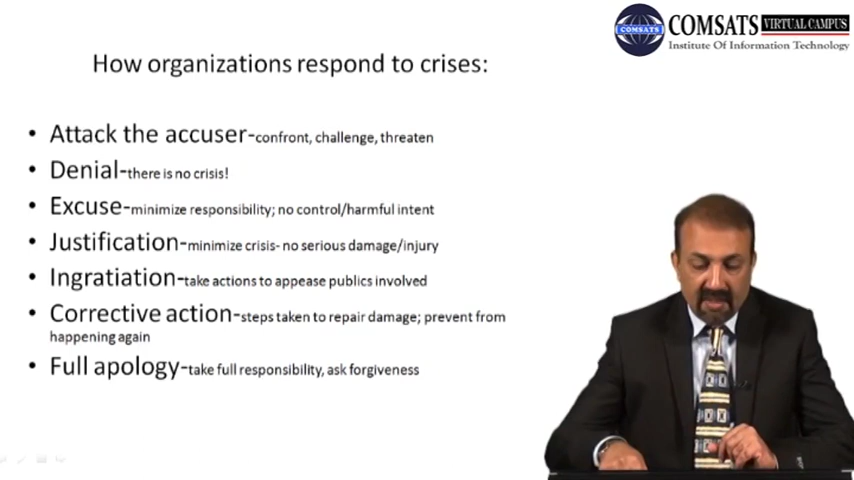 COMSATS VIRTUAL CAMPUS
COMSATS
Institute Of Information Technology
How organizations respond to crises:
• Attack the accuser-confront, challenge, threaten
• Denial-there is no crisis!
• Excuse-minimize responsibility; no control/harmful intent
• Justification-minimize crisis- no serious damage/injury
• Ingratiation-take actions to appease publics involved
• Corrective action-steps taken to repair damage; prevent from
happening again
• Full apology-take full responsibility, ask forgiveness